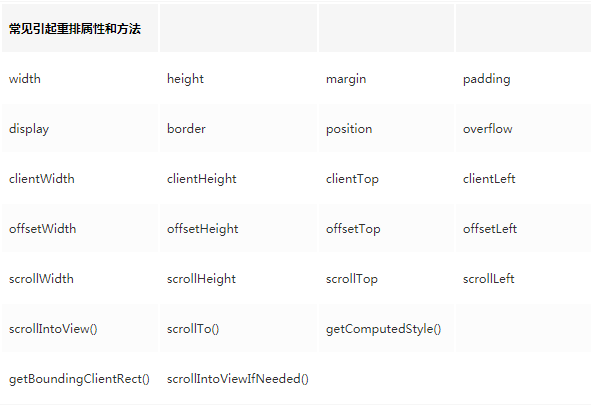 常见引起重排属性和方法
width height margin padding
display border position overflow
clientWidth clientHeight clientTop clientLeft
offsetWidth offsetHeight offsetTop offsetLeft
scrollWidth scrollHeight scrollTop scrollLeft
scrollIntoView() scrollTo() getComputedStyle()
getBoundingClientRect() scrollIntoViewIfNeeded()